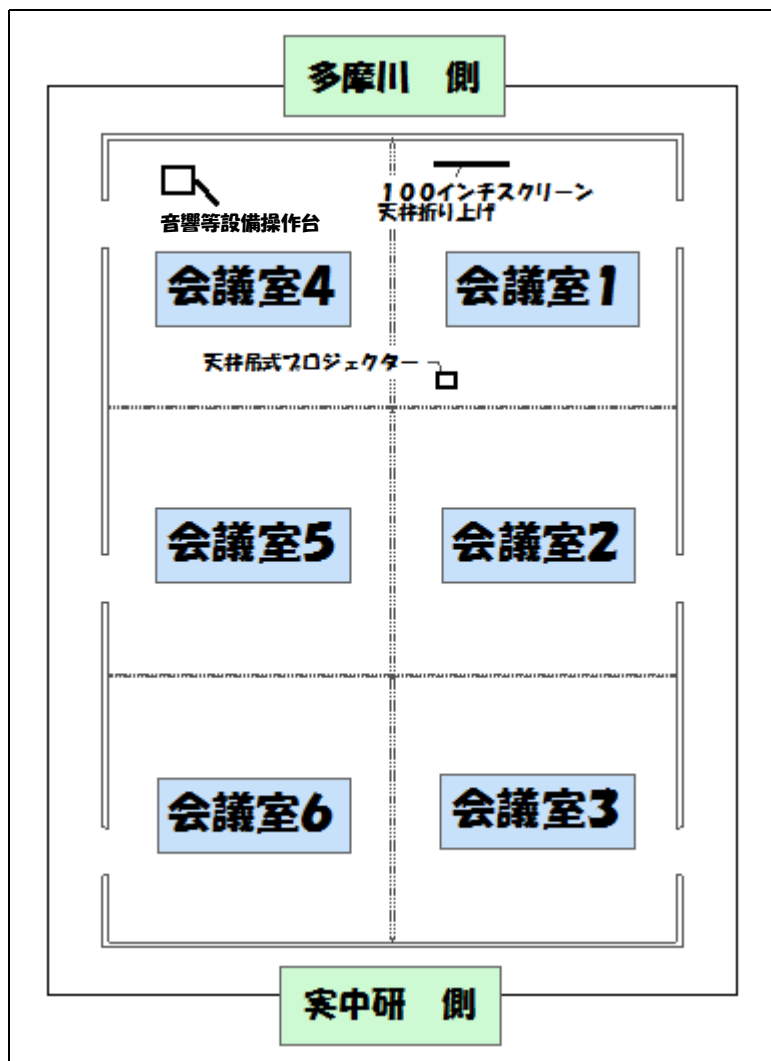 多摩川　側
１００インチスクリーン
天井折り上げ
音響等設備操作台
会議室4
会議室1
天井吊式プロジェクター
会議室5
会議室2
会議室6
会議室3
実中研　側